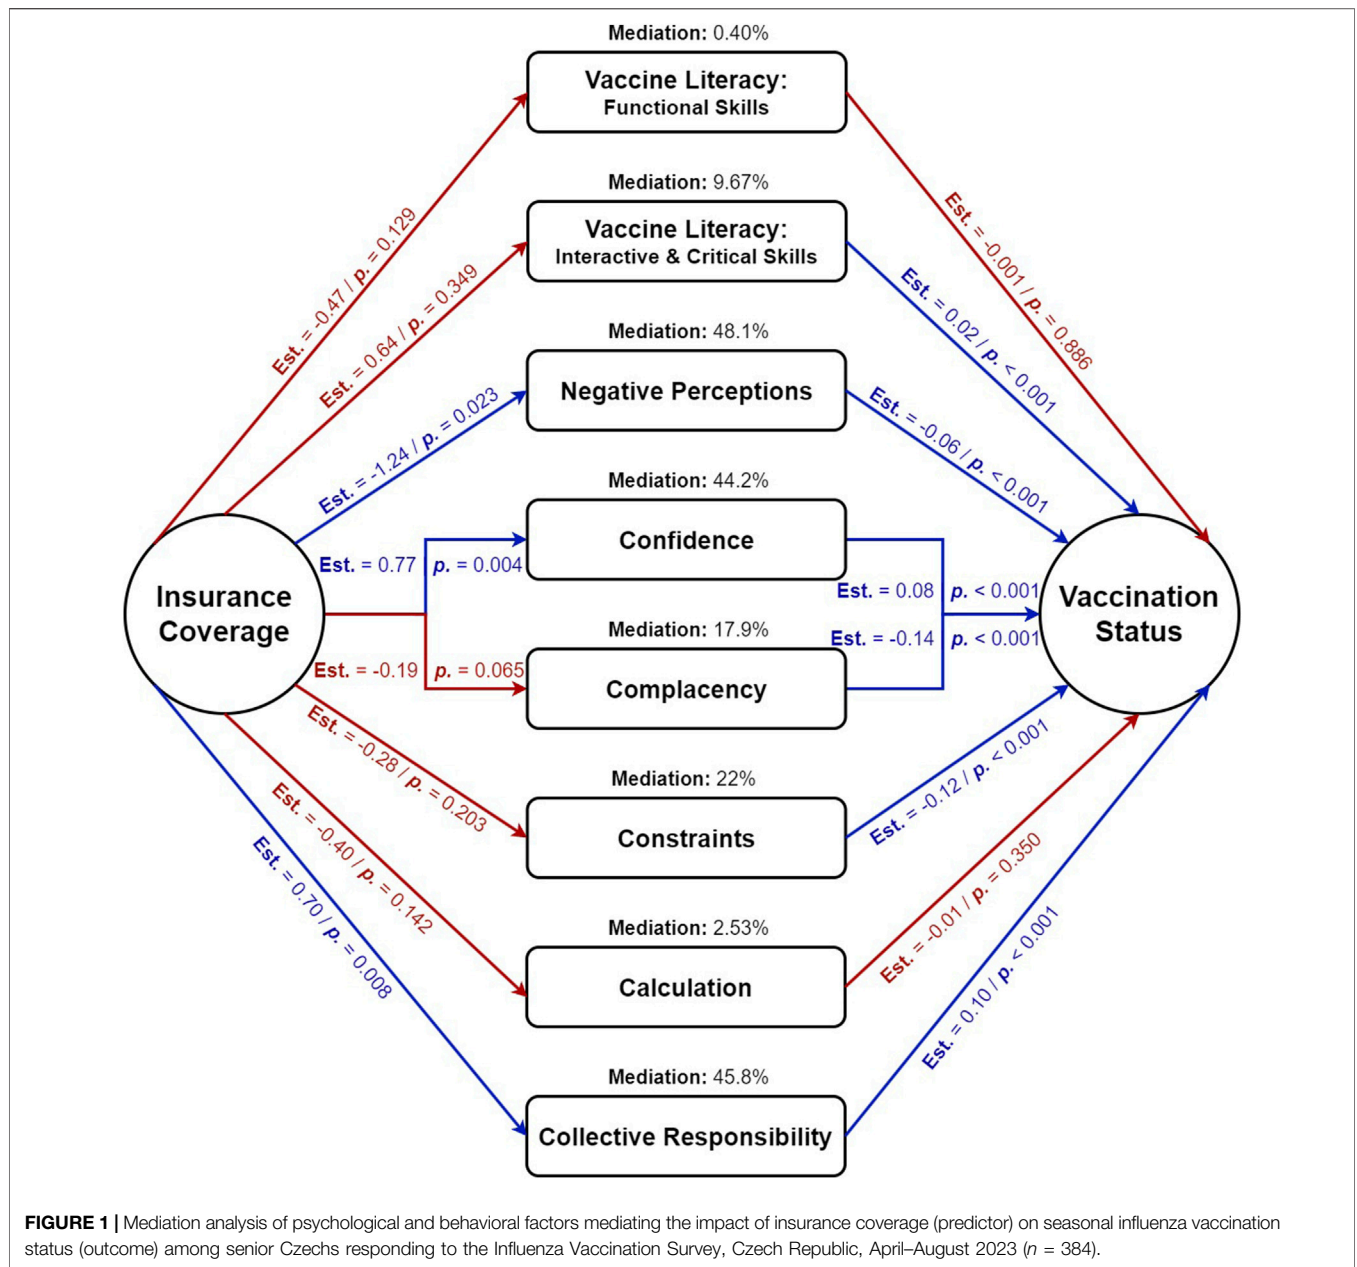 Mediation: 0.40%
Vaccine Literacy:
Functional Skills
Est. = -0.47 / p. = 0.129
Est. = -0.001 / p. = 0.886
Mediation: 9.67%
Vaccine Literacy:
Interactive & Critical Skills
Est. = 0.64 / p. = 0.349
Est. = 0.02 / p. < 0.001
Mediation: 48.1%
Negative Perceptions
Est. = -1.24 / p. = 0.023
Est. = -0.06 / p. < 0.001
Mediation: 44.2%
Confidence
Est. = 0.77 p. = 0.004
Est. = 0.08 p. < 0.001
Insurance
Coverage
Vaccination
Status
Mediation: 17.9%
Complacency
Est. = -0.19 p. = 0.065
Est. = -0.14 p. < 0.001
Mediation: 22%
Constraints
Est. = -0.28 / p. = 0.203
Est. = -0.12 / p. < 0.001
Mediation: 2.53%
Calculation
Est. = -0.40 / p. = 0.142
Est. = -0.01 / p. = 0.350
Mediation: 45.8%
Collective Responsibility
Est. = 0.70 / p. = 0.008
Est. = 0.10 / p. < 0.001
FIGURE 1 | Mediation analysis of psychological and behavioral factors mediating the impact of insurance coverage (predictor) on seasonal influenza vaccination
status (outcome) among senior Czechs responding to the Influenza Vaccination Survey, Czech Republic, April–August 2023 (n = 384).